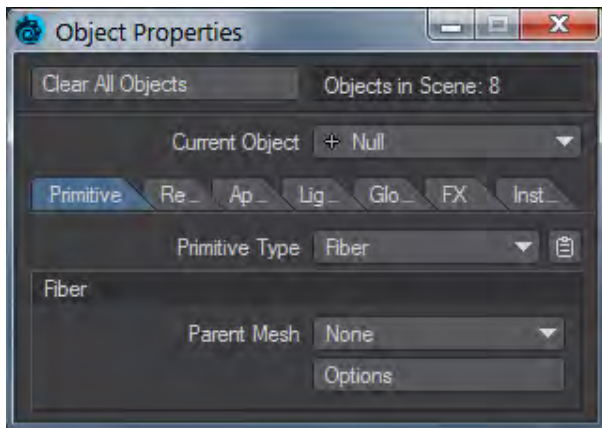 Object Properties
Clear All Objects Objects in Scene: 8
Current Object Null
Primitive Re... Ap... Lig... Glo... FX Inst...
Primitive Type Fiber
Fiber
Parent Mesh None
Options